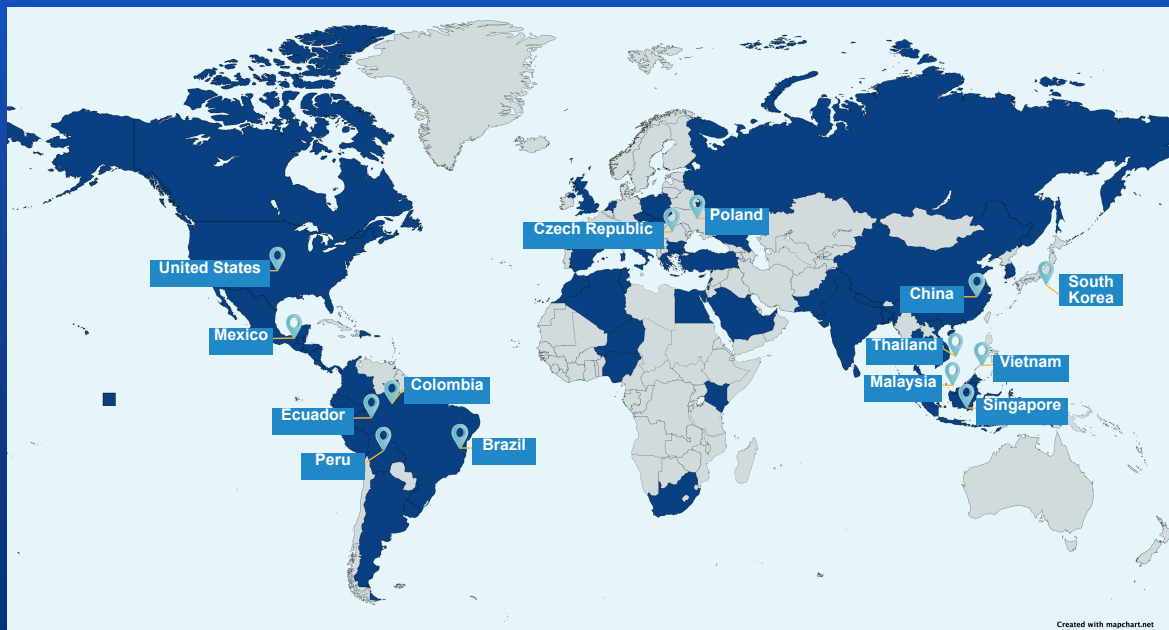 Poland
Czech Republic
United States
China
South
Korea
Mexico
Thailand
Vietnam
Malaysia
Colombia
Singapore
Ecuador
Brazil
Peru
Created with mapchart.net